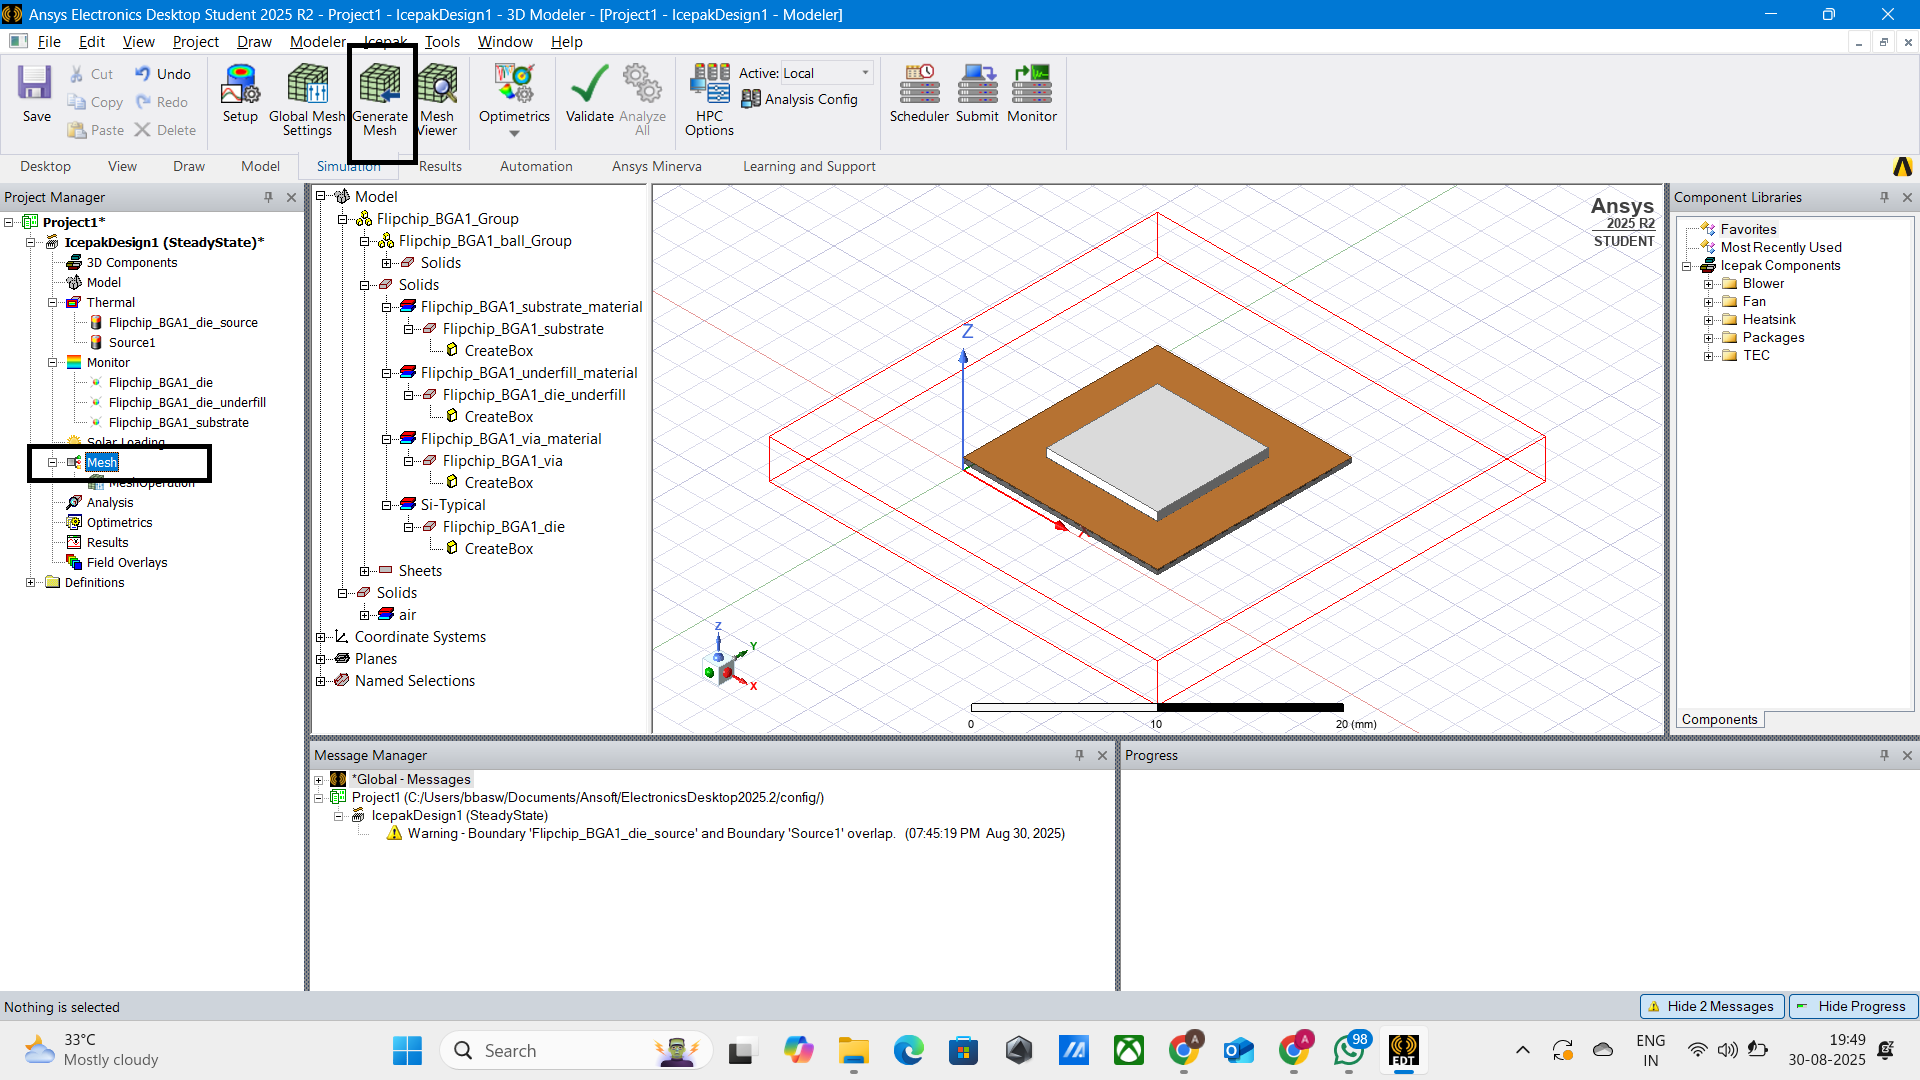 Ansys Electronics Desktop Student 2025 R2 - Project1 - IcepakDesign1 - 3D Modeler - [Project1 - IcepakDesign1 - Modeler]
File Edit View Project Draw Modeler Icepak Tools Window Help
Save
Cut
Copy
Paste
Undo
Redo
Delete
Setup
Global Mesh Settings
Generate Mesh
Mesh Viewer
Optimetrics
Validate
Analyze All
HPC Options
Active: Local
Analysis Config
Scheduler
Submit
Monitor
Desktop View Draw Model Simulation Results Automation Ansys Minerva Learning and Support
Project Manager
Project1*
IcepakDesign1 (SteadyState)*
3D Components
Model
Thermal
Flipchip_BGA1_die_source
Source1
Monitor
Flipchip_BGA1_die
Flipchip_BGA1_die_underfill
Flipchip_BGA1_substrate
Solar Loading
Mesh
MeshOperation
Analysis
Optimetrics
Results
Field Overlays
Definitions
Model
Flipchip_BGA1_Group
Flipchip_BGA1_ball_Group
Solids
Solids
Flipchip_BGA1_substrate_material
Flipchip_BGA1_substrate
CreateBox
Flipchip_BGA1_underfill_material
Flipchip_BGA1_die_underfill
CreateBox
Flipchip_BGA1_via_material
Flipchip_BGA1_via
CreateBox
Si-Typical
Flipchip_BGA1_die
CreateBox
Sheets
Solids
air
Coordinate Systems
Planes
Named Selections
Ansys
2025 R2
STUDENT
Z
X
Z
Y
X
0 10 20 (mm)
Component Libraries
Favorites
Most Recently Used
Icepak Components
Blower
Fan
Heatsink
Packages
TEC
Components
Message Manager
*Global - Messages
Project1 (C:/Users/bbasw/Documents/Ansoft/ElectronicsDesktop2025.2/config/)
IcepakDesign1 (SteadyState)
Warning - Boundary 'Flipchip_BGA1_die_source' and Boundary 'Source1' overlap. (07:45:19 PM Aug 30, 2025)
Progress
Nothing is selected
Hide 2 Messages
Hide Progress
33°C
Mostly cloudy
Search
A
A
98
EDT
ENG
IN
19:49
30-08-2025